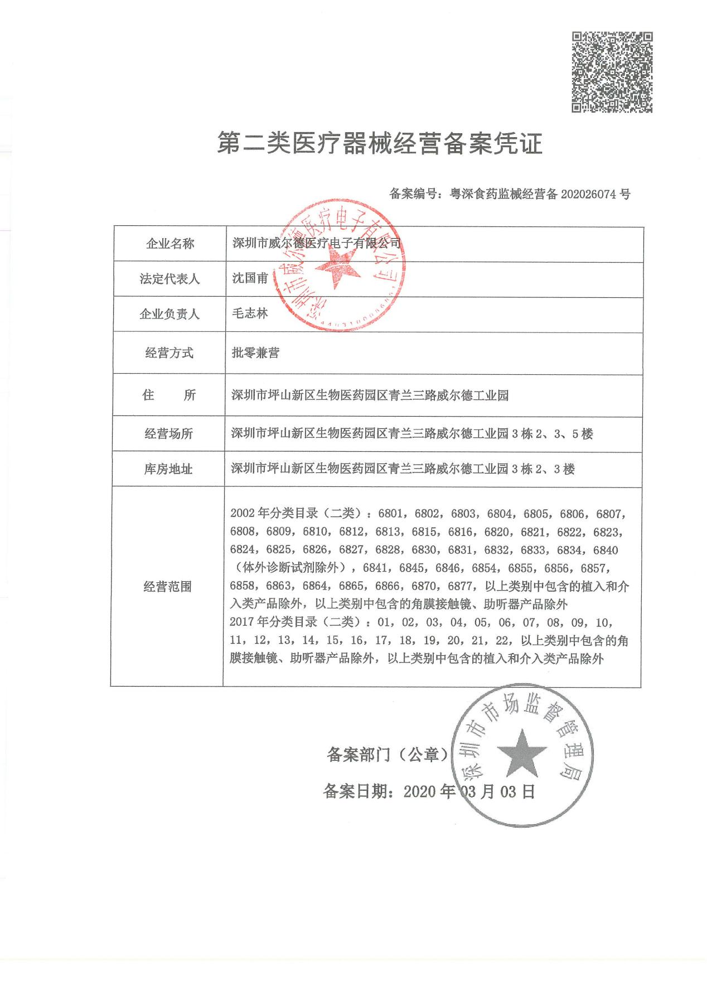 第二类医疗器械经营备案凭证
备案编号：粤深食药监械经营备 202026074 号
企业名称 深圳市威尔德医疗电子有限公司
法定代表人 沈国甫
企业负责人 毛志林
经营方式 批零兼营
住 所 深圳市坪山新区生物医药园区青兰三路威尔德工业园
经营场所 深圳市坪山新区生物医药园区青兰三路威尔德工业园 3 栋 2、3、5 楼
库房地址 深圳市坪山新区生物医药园区青兰三路威尔德工业园 3 栋 2、3 楼
经营范围
2002 年分类目录（二类）：6801，6802，6803，6804，6805，6806，6807，
6808，6809，6810，6812，6813，6815，6816，6820，6821，6822，6823，
6824，6825，6826，6827，6828，6830，6831，6832，6833，6834，6840
（体外诊断试剂除外），6841，6845，6846，6854，6855，6856，6857，
6858，6863，6864，6865，6866，6870，6877，以上类别中包含的植入和介
入类产品除外，以上类别中包含的角膜接触镜、助听器产品除外
2017 年分类目录（二类）：01，02，03，04，05，06，07，08，09，10，
11，12，13，14，15，16，17，18，19，20，21，22，以上类别中包含的角
膜接触镜、助听器产品除外，以上类别中包含的植入和介入类产品除外
深圳市威尔德医疗电子有限公司
备案部门（公章）
备案日期：2020 年 03 月 03 日
深圳市市场监督管理局